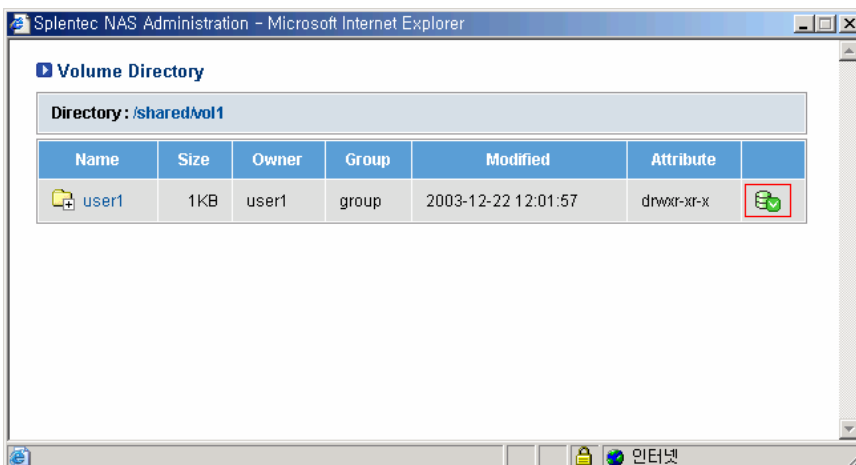 Splentec NAS Administration - Microsoft Internet Explorer
Volume Directory
Directory : /shared/vol1
Name Size Owner Group Modified Attribute
user1 1KB user1 group 2003-12-22 12:01:57 drwxr-xr-x
인터넷